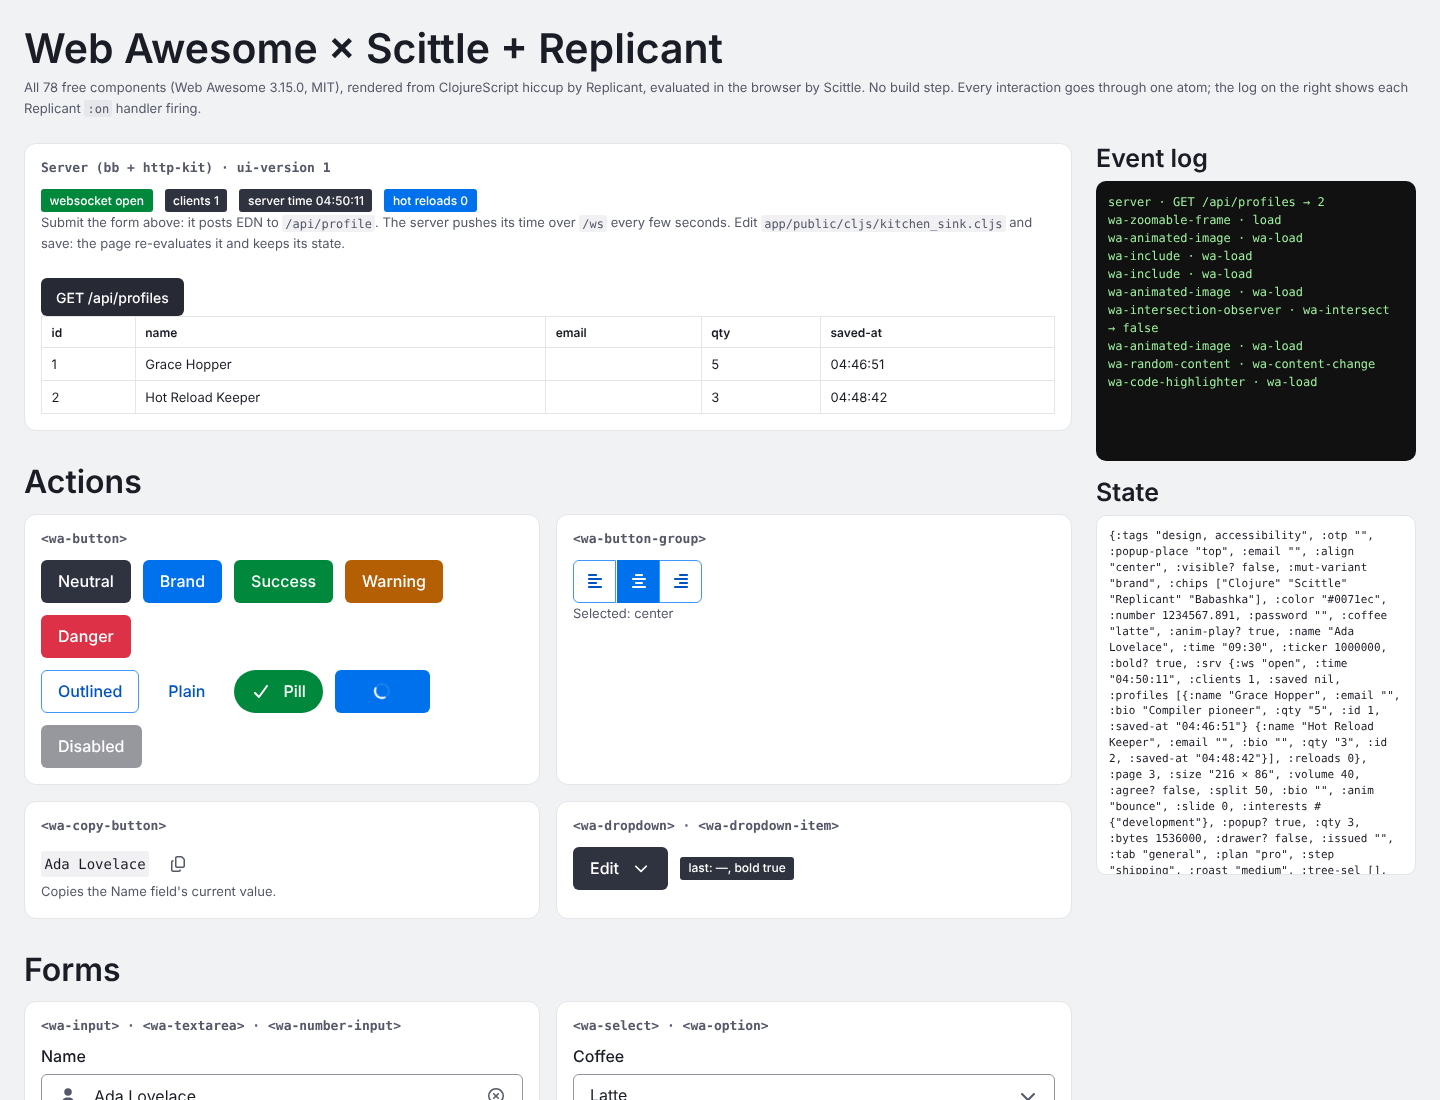 Web Awesome × Scittle + Replicant
All 78 free components (Web Awesome 3.15.0, MIT), rendered from ClojureScript hiccup by Replicant, evaluated in the browser by Scittle. No build step. Every interaction goes through one atom; the log on the right shows each
Replicant :on handler firing.
Server (bb + http-kit) · ui-version 1
websocket open clients 1 server time 04:50:11 hot reloads 0
Submit the form above: it posts EDN to /api/profile. The server pushes its time over /ws every few seconds. Edit app/public/cljs/kitchen_sink.cljs and
save: the page re-evaluates it and keeps its state.
GET /api/profiles
id name email qty saved-at
1 Grace Hopper 5 04:46:51
2 Hot Reload Keeper 3 04:48:42
Event log
server · GET /api/profiles → 2
wa-zoomable-frame · load
wa-animated-image · wa-load
wa-include · wa-load
wa-include · wa-load
wa-animated-image · wa-load
wa-intersection-observer · wa-intersect
→ false
wa-animated-image · wa-load
wa-random-content · wa-content-change
wa-code-highlighter · wa-load
State
{:tags "design, accessibility", :otp "",
:popup-place "top", :email "", :align
"center", :visible? false, :mut-variant
"brand", :chips ["Clojure" "Scittle"
"Replicant" "Babashka"], :color "#0071ec",
:number 1234567.891, :password "", :coffee
"latte", :anim-play? true, :name "Ada
Lovelace", :time "09:30", :ticker 1000000,
:bold? true, :srv {:ws "open", :time
"04:50:11", :clients 1, :saved nil,
:profiles [{:name "Grace Hopper", :email "",
:bio "Compiler pioneer", :qty "5", :id 1,
:saved-at "04:46:51"} {:name "Hot Reload
Keeper", :email "", :bio "", :qty "3", :id
2, :saved-at "04:48:42"}], :reloads 0},
:page 3, :size "216 × 86", :volume 40,
:agree? false, :split 50, :bio "", :anim
"bounce", :slide 0, :interests #
{"development"}, :popup? true, :qty 3,
:bytes 1536000, :drawer? false, :issued "",
:tab "general", :plan "pro", :step
"shipping", :roast "medium", :tree-sel [],
Actions
<wa-button>
Neutral Brand Success Warning
Danger
Outlined Plain Pill
Disabled
<wa-button-group>
Selected: center
<wa-copy-button>
Ada Lovelace
Copies the Name field's current value.
<wa-dropdown> · <wa-dropdown-item>
Edit last: —, bold true
Forms
<wa-input> · <wa-textarea> · <wa-number-input>
Name
Ada Lovelace
<wa-select> · <wa-option>
Coffee
Latte